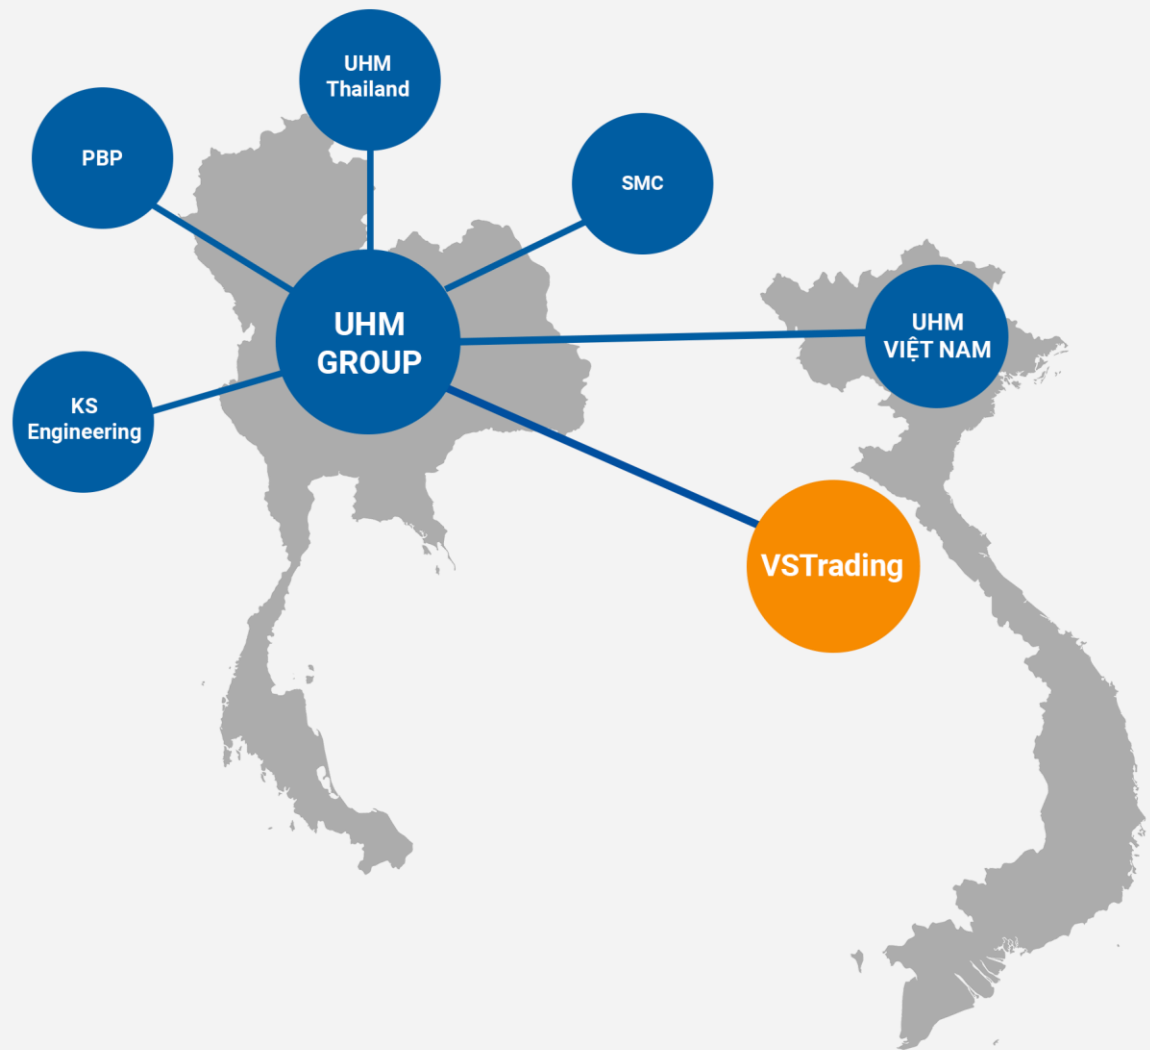 UHM
Thailand
PBP
SMC
UHM
GROUP
UHM
VIỆT NAM
KS
Engineering
VSTrading